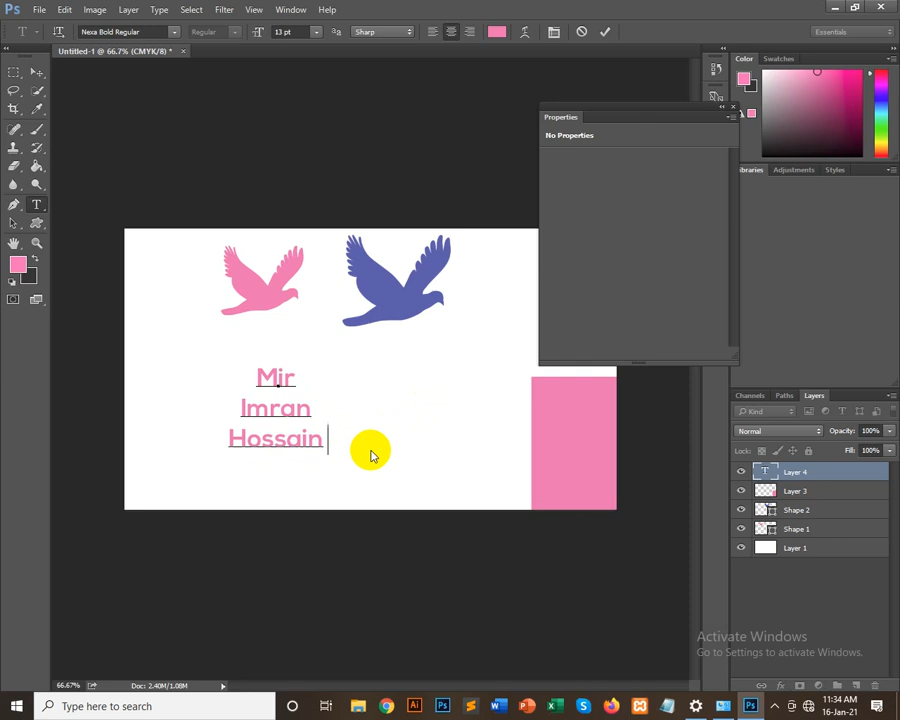 Ps File Edit Image Layer Type Select Filter View Window Help
T Nexa Bold Regular Regular 13 pt Sharp Essentials
Untitled-1 @ 66.7% (CMYK/8) *
Color Swatches
Properties
No Properties
Libraries Adjustments Styles
Mir
Imran
Hossain
Channels Paths Layers
Kind
Normal Opacity: 100%
Lock: Fill: 100%
T Layer 4
Layer 3
Shape 2
Shape 1
Layer 1
Activate Windows
Go to Settings to activate Windows.
66.67% Doc: 2.40M/1.08M
Type here to search
11:34 AM
16-Jan-21